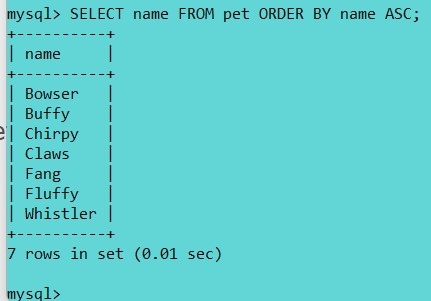 mysql> SELECT name FROM pet ORDER BY name ASC;
+----------+
| name     |
+----------+
| Bowser   |
| Buffy    |
| Chirpy   |
| Claws    |
| Fang     |
| Fluffy   |
| Whistler |
+----------+
7 rows in set (0.01 sec)

mysql>